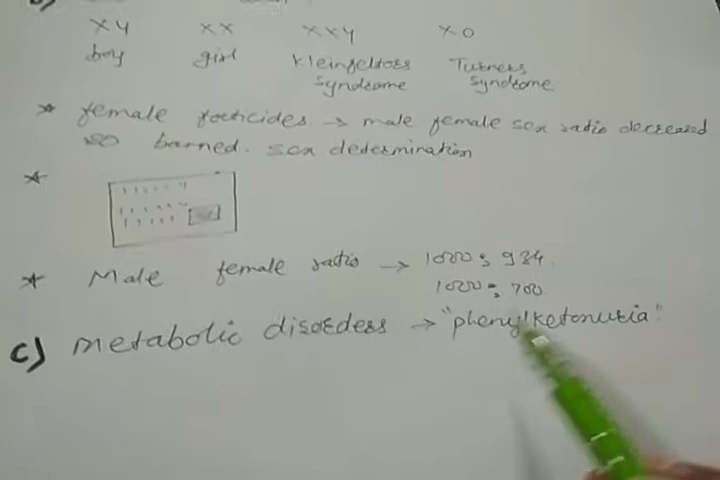 XY XX XXY XO
boy girl Kleinfeltors Turners
Syndrome Syndrome
* female foeticides → male female sex ratio decreased
so banned. sex determination
*
* Male female ratio → 1000 : 934.
1000 : 700
c) metabolic disorders → "phenylketonuria"